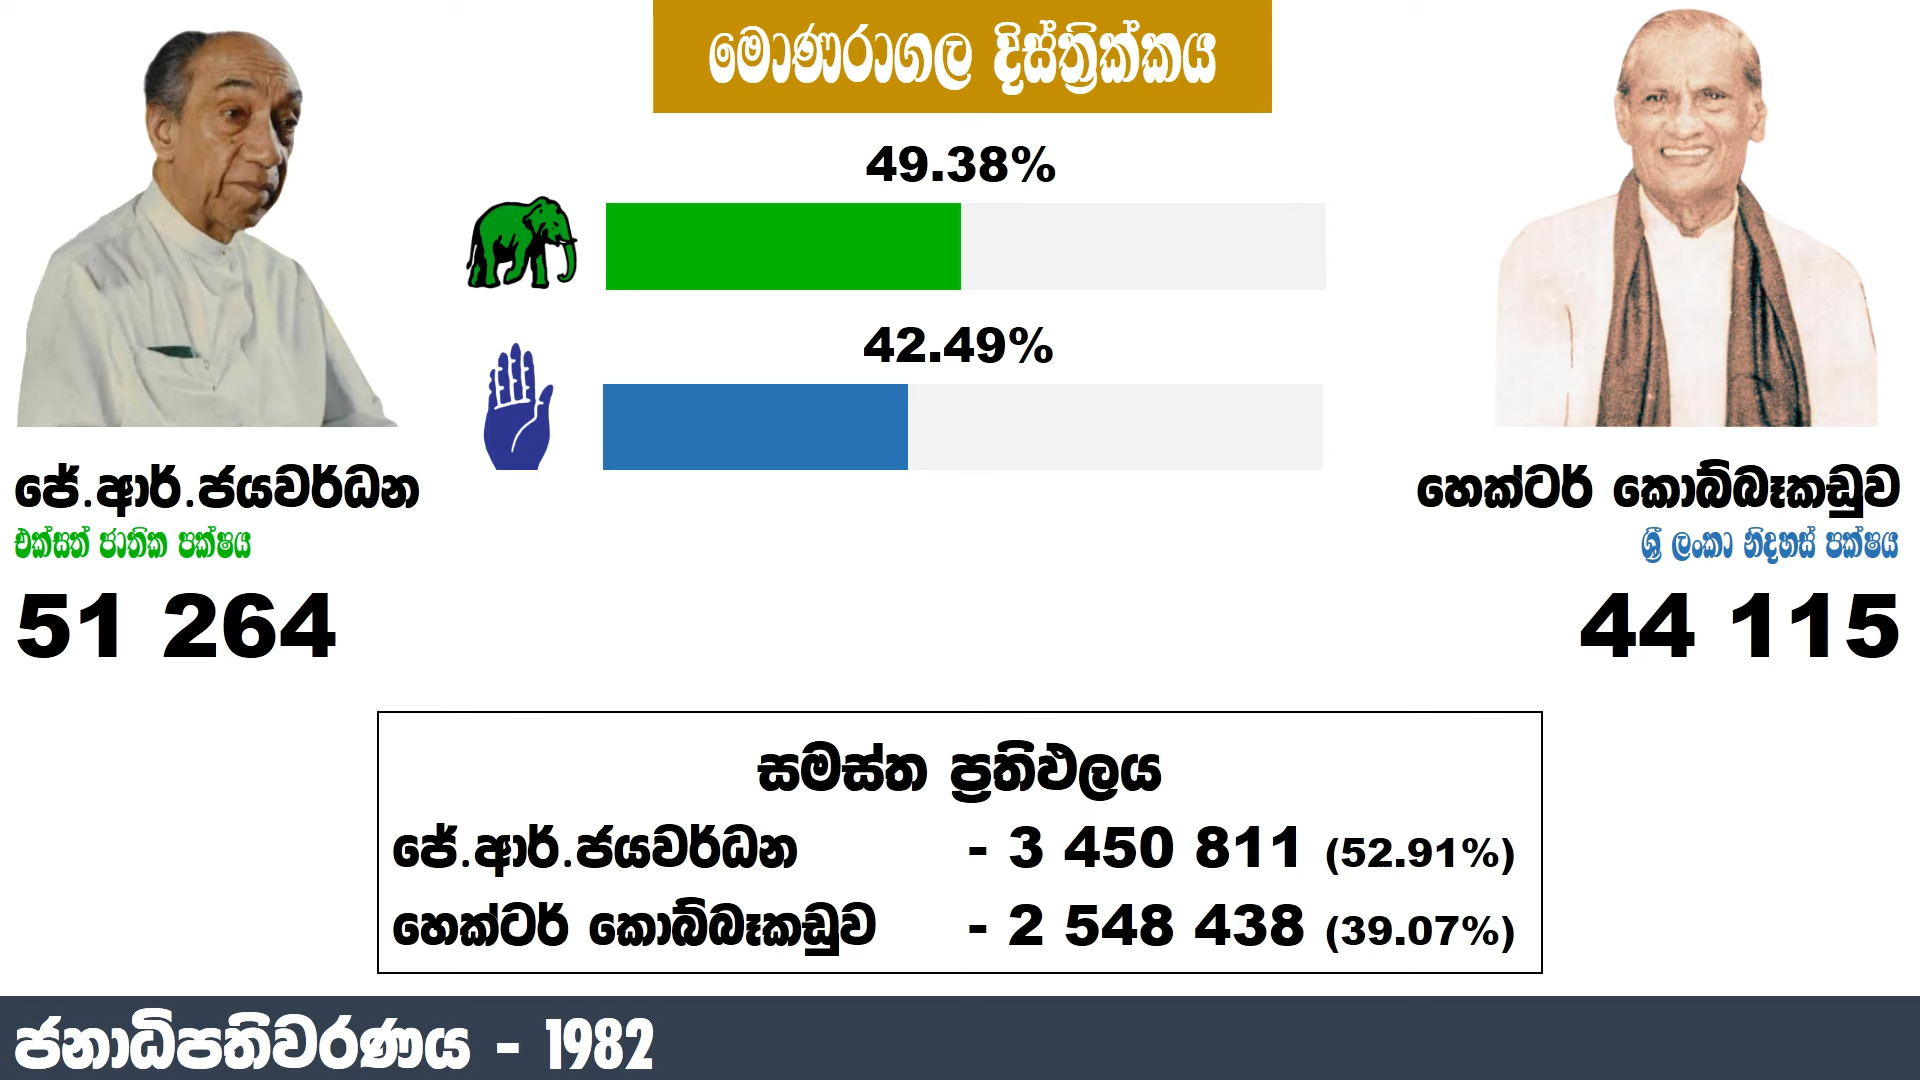 මොණරාගල දිස්ත්‍රික්කය
49.38%
42.49%
ජේ.ආර්.ජයවර්ධන
එක්සත් ජාතික පක්ෂය
51 264
හෙක්ටර් කොබ්බෑකඩුව
ශ්‍රී ලංකා නිදහස් පක්ෂය
44 115
සමස්ත ප්‍රතිඵලය
ජේ.ආර්.ජයවර්ධන - 3 450 811 (52.91%)
හෙක්ටර් කොබ්බෑකඩුව - 2 548 438 (39.07%)
ජනාධිපතිවරණය - 1982